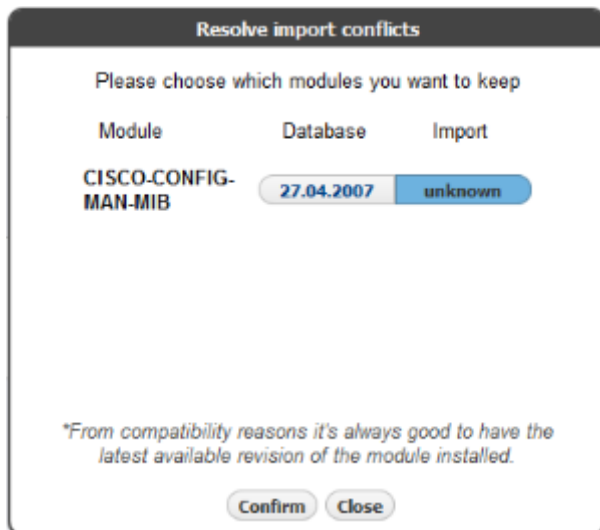 Resolve import conflicts
Please choose which modules you want to keep
Module Database Import
CISCO-CONFIG-
MAN-MIB
27.04.2007 unknown
*From compatibility reasons it's always good to have the
latest available revision of the module installed.
Confirm Close